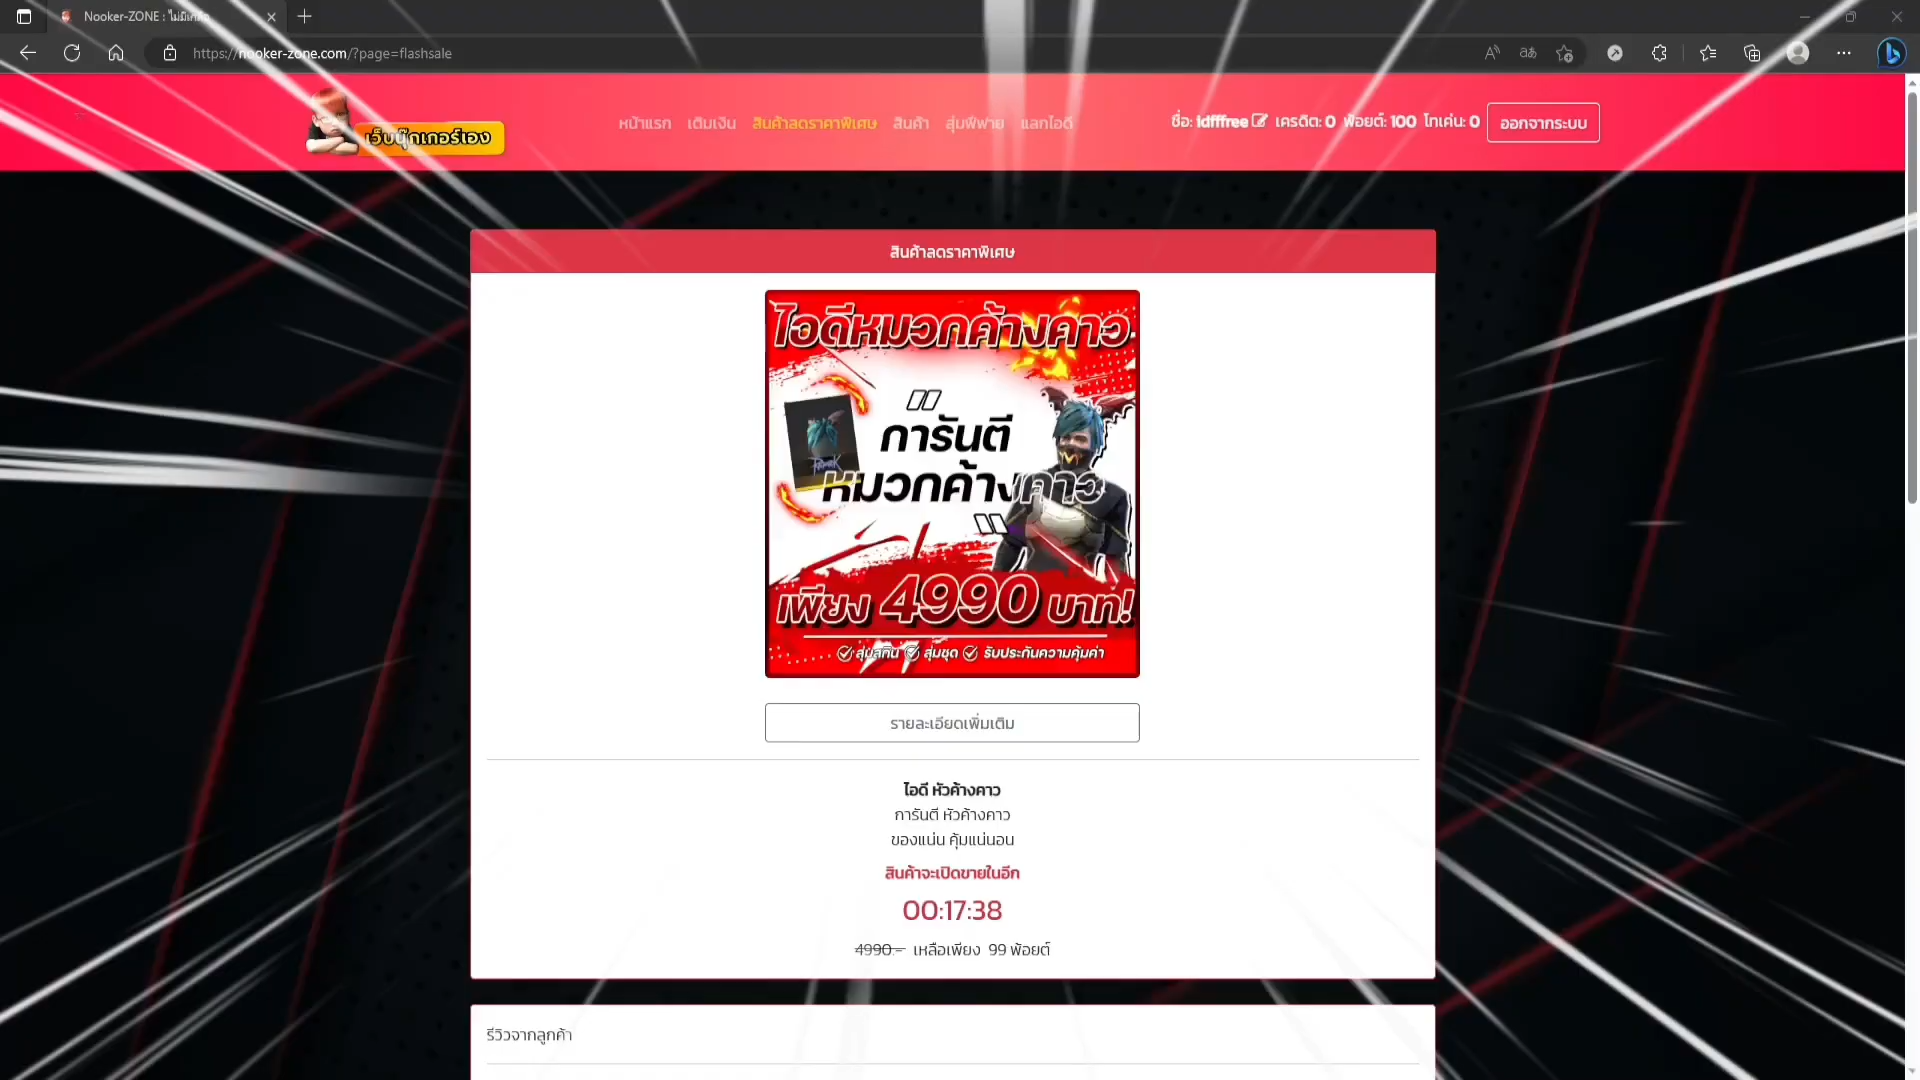 Nooker-ZONE : ไม่มีเกลือ
https://nooker-zone.com/?page=flashsale
เว็บนุ๊กเกอร์เอง
หน้าแรก เติมเงิน สินค้าลดราคาพิเศษ สินค้า สุ่มพีพาย แลกไอดี
ชื่อ: idfffree เครดิต: 0 พ้อยต์: 100 โทเค่น: 0 ออกจากระบบ
สินค้าลดราคาพิเศษ
ไอดีหมวกค้างคาว
การันตี
หมวกค้างคาว
เพียง 4990 บาท!
สุ่มสกิน สุ่มชุด รับประกันความคุ้มค่า
รายละเอียดเพิ่มเติม
ไอดี หัวค้างคาว
การันตี หัวค้างคาว
ของแน่น คุ้มแน่นอน
สินค้าจะเปิดขายในอีก
00:17:38
4990.- เหลือเพียง 99 พ้อยต์
รีวิวจากลูกค้า